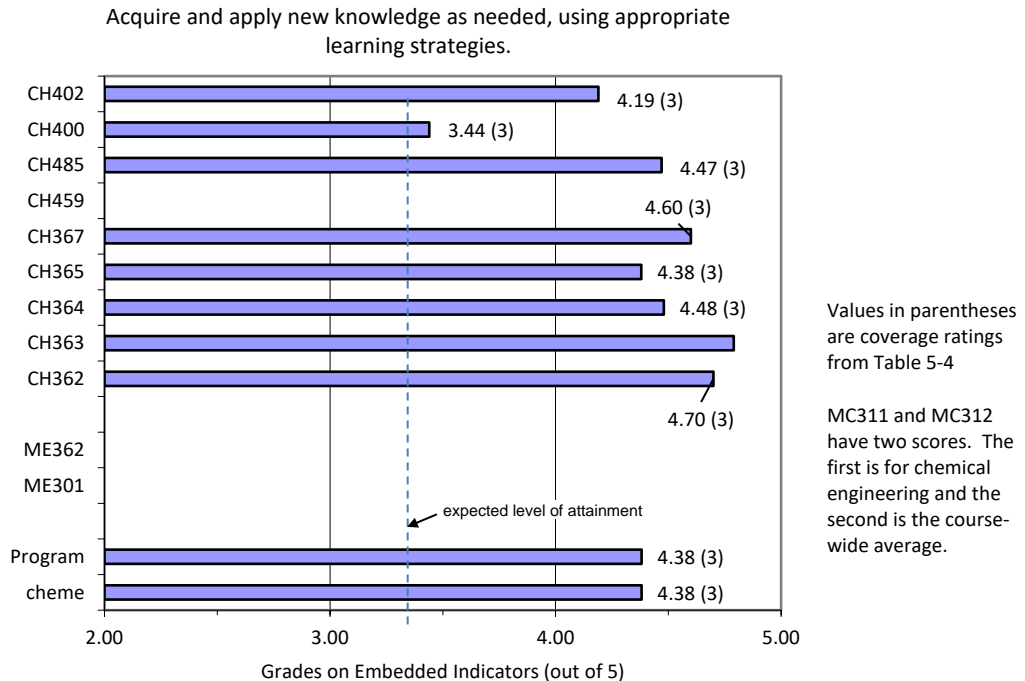 Acquire and apply new knowledge as needed, using appropriate
learning strategies.
CH402
4.19 (3)
CH400
3.44 (3)
CH485
4.47 (3)
CH459
4.60 (3)
CH367
CH365
4.38 (3)
CH364
4.48 (3)
CH363
CH362
4.70 (3)
ME362
ME301
expected level of attainment
Program
4.38 (3)
cheme
4.38 (3)
2.00
3.00
4.00
5.00
Grades on Embedded Indicators (out of 5)
Values in parentheses
are coverage ratings
from Table 5-4
MC311 and MC312
have two scores.  The
first is for chemical
engineering and the
second is the course-
wide average.